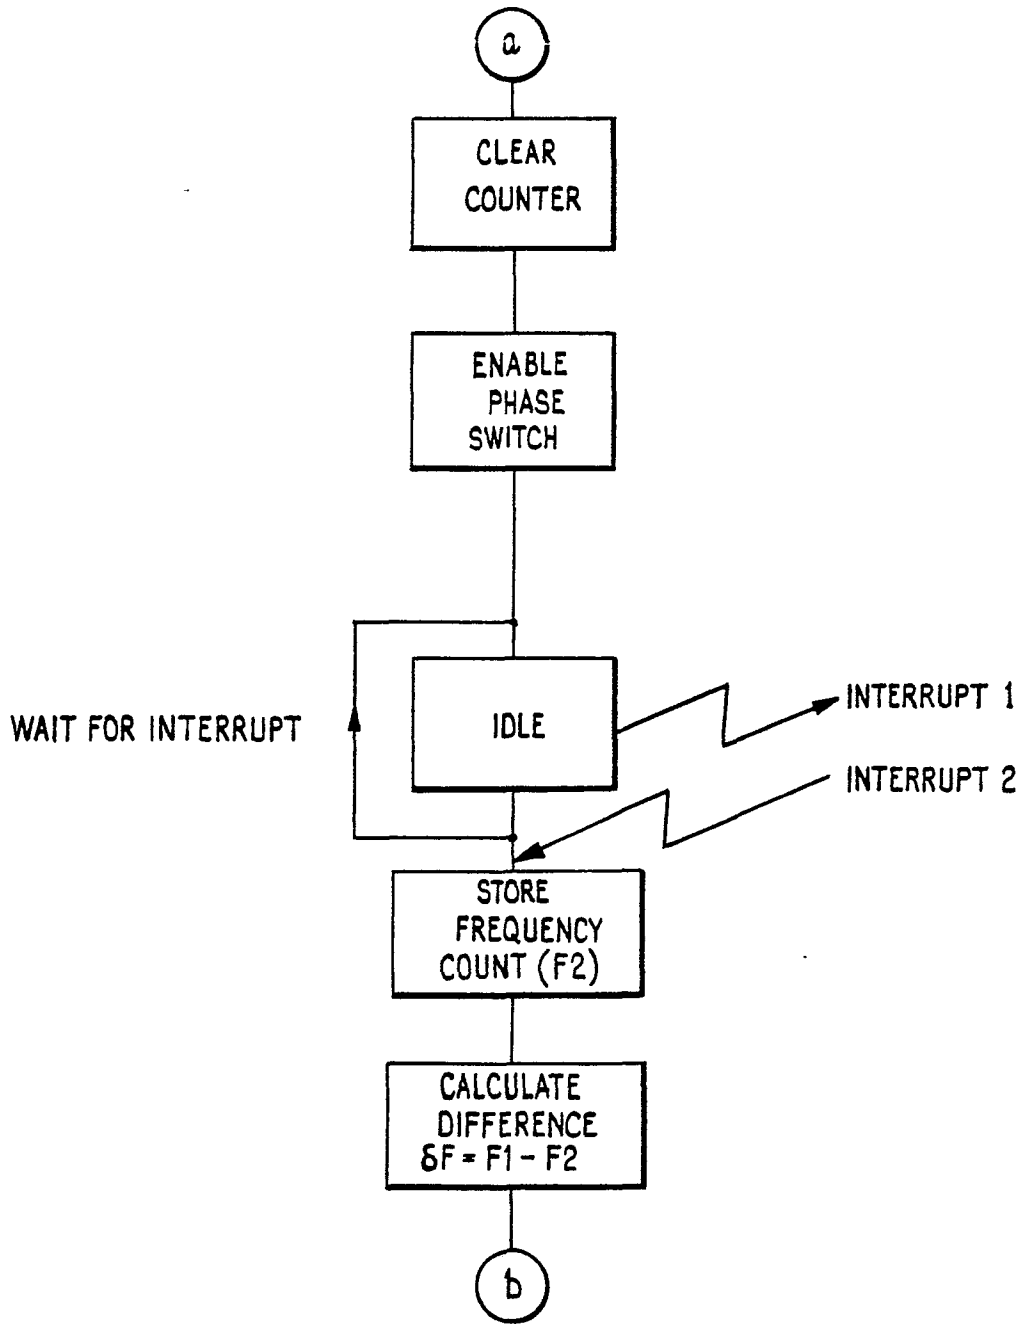 a
CLEAR
COUNTER
ENABLE
PHASE
SWITCH
WAIT FOR INTERRUPT
IDLE
INTERRUPT 1
INTERRUPT 2
STORE
FREQUENCY
COUNT (F2)
CALCULATE
DIFFERENCE
δF = F1 - F2
b